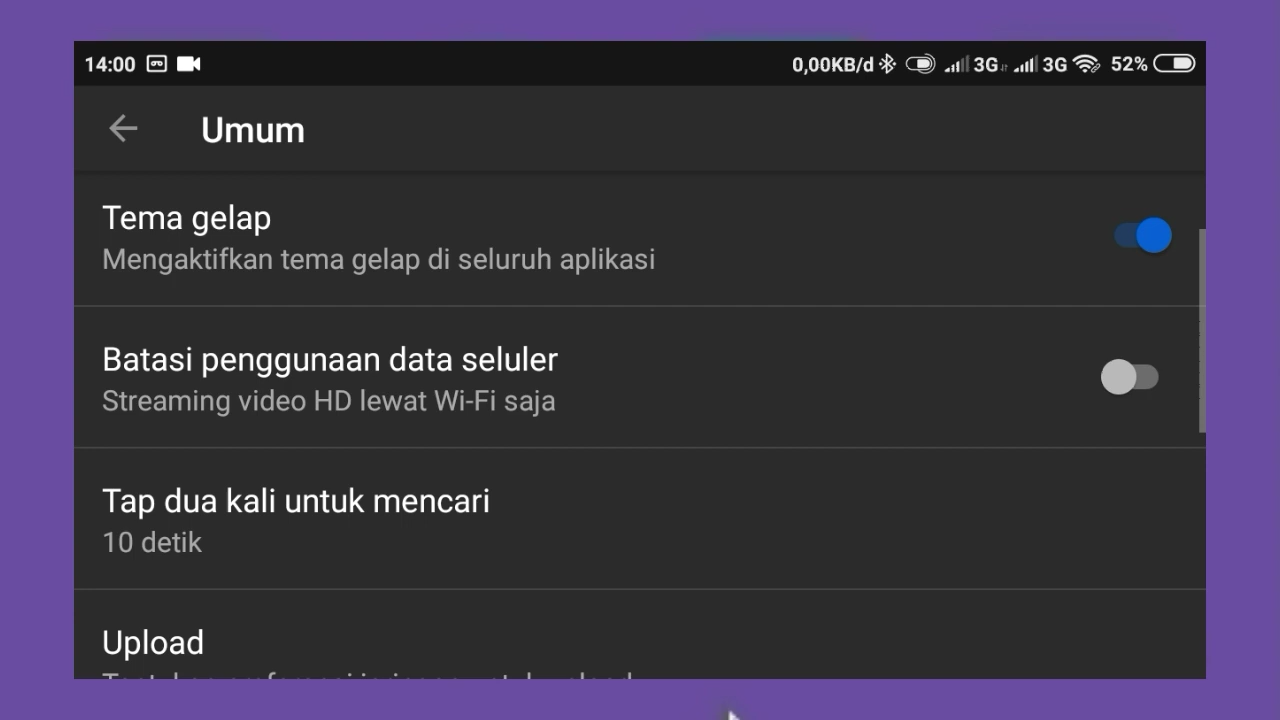 14:00 0,00KB/d 3G 3G 52%
Umum
Tema gelap
Mengaktifkan tema gelap di seluruh aplikasi
Batasi penggunaan data seluler
Streaming video HD lewat Wi-Fi saja
Tap dua kali untuk mencari
10 detik
Upload